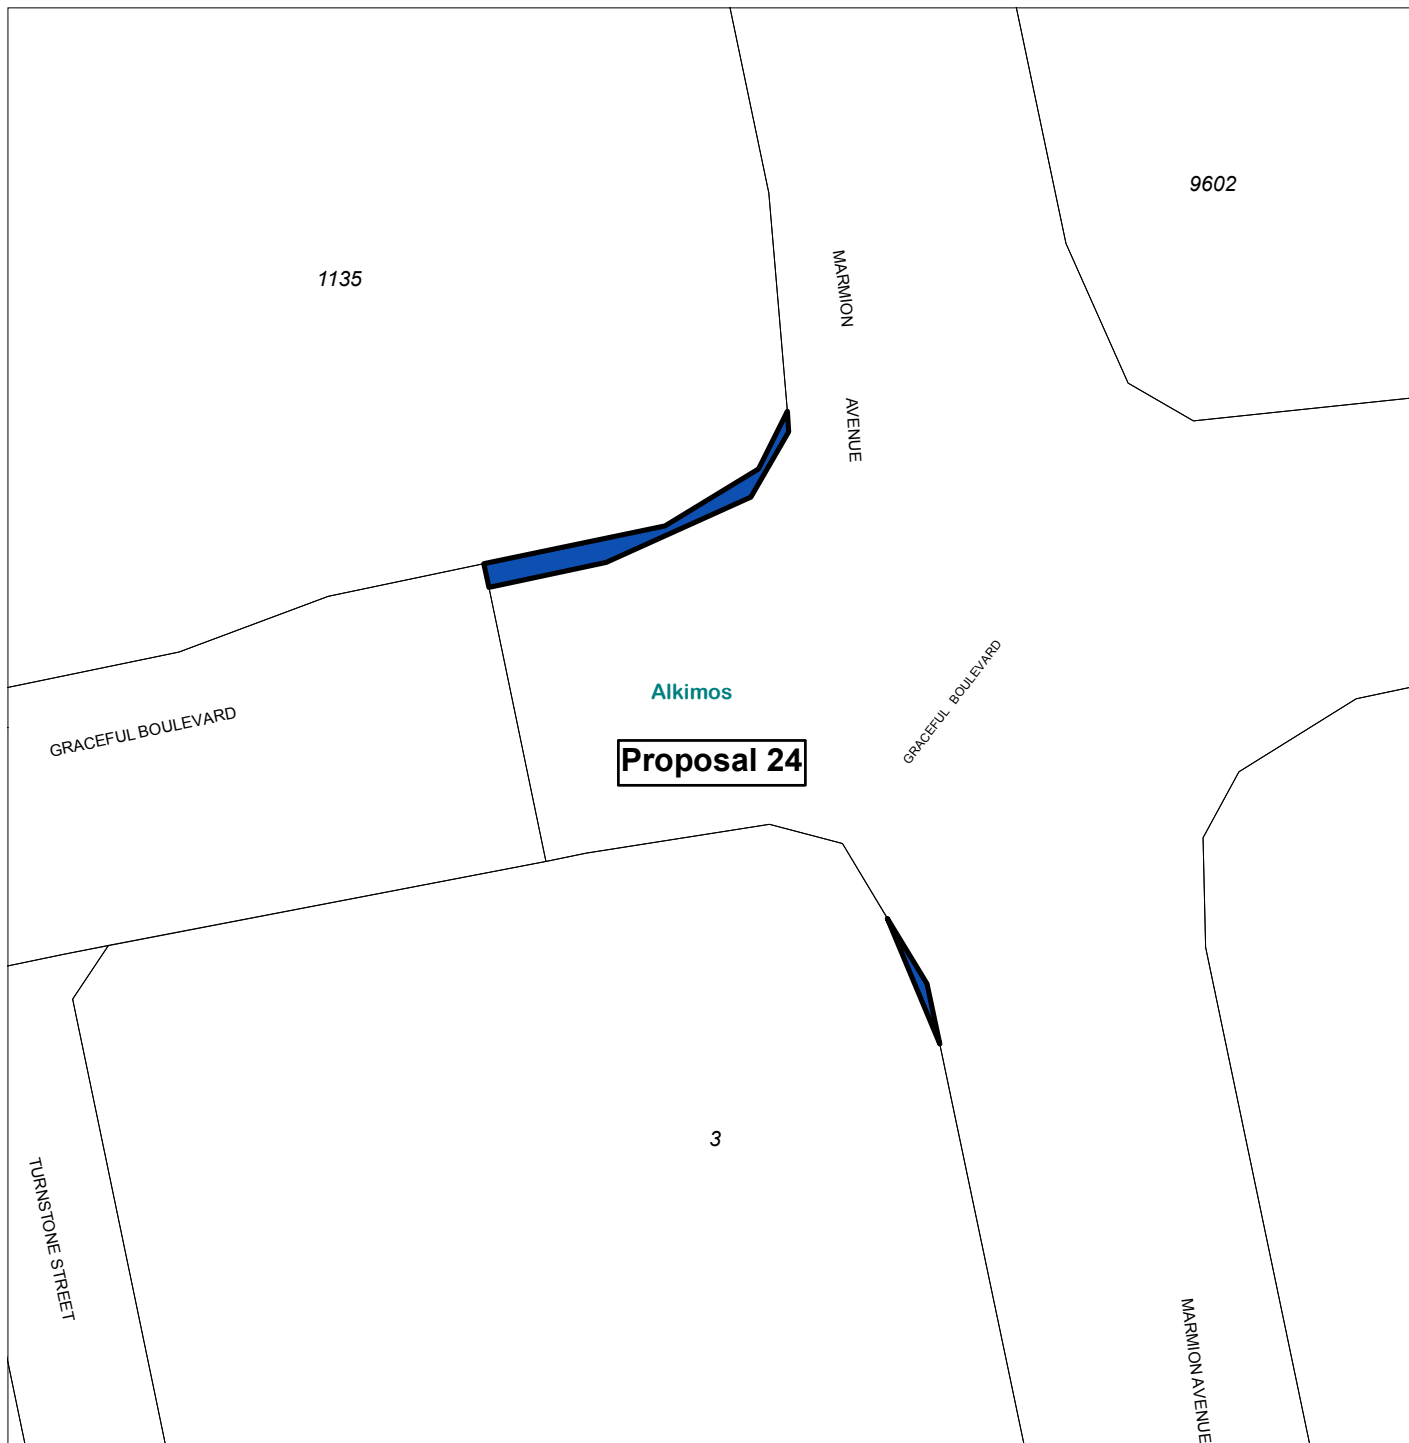 9602
1135
MARMION
AVENUE
GRACEFUL BOULEVARD
Alkimos
GRACEFUL BOULEVARD
Proposal 24
3
TURNSTONE STREET
MARMION AVENUE